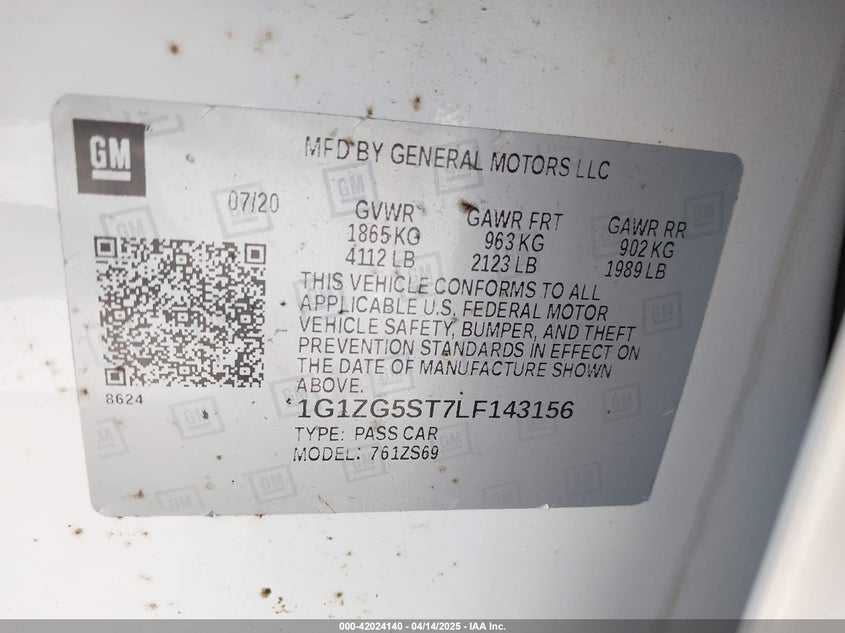 GM
MFD BY GENERAL MOTORS LLC
07/20
GVWR GAWR FRT GAWR RR
1865 KG 963 KG 902 KG
4112 LB 2123 LB 1989 LB
THIS VEHICLE CONFORMS TO ALL
APPLICABLE U.S. FEDERAL MOTOR
VEHICLE SAFETY, BUMPER, AND THEFT
PREVENTION STANDARDS IN EFFECT ON
THE DATE OF MANUFACTURE SHOWN
ABOVE.
8624
1G1ZG5ST7LF143156
TYPE: PASS CAR
MODEL: 761ZS69
000-42024140 - 04/14/2025 - IAA Inc.